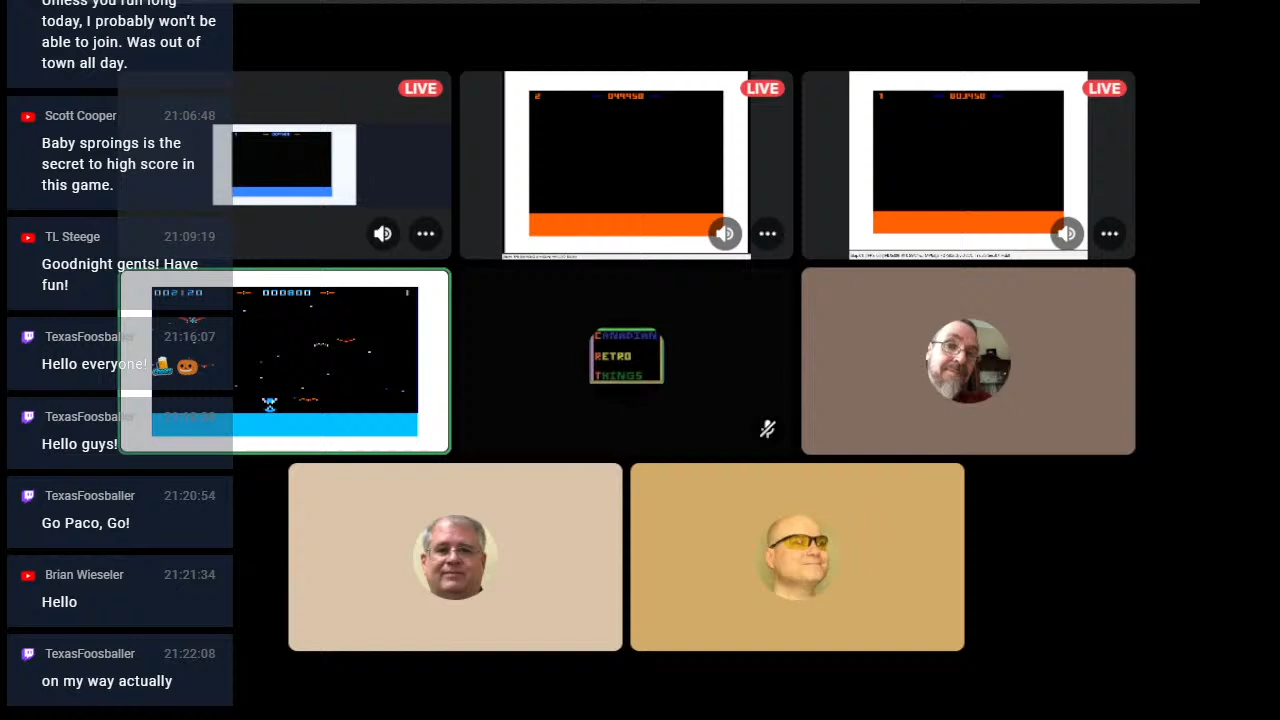 Unless you run long
today, I probably won't be
able to join. Was out of
town all day.
Scott Cooper 21:06:48
Baby sproings is the
secret to high score in
this game.
TL Steege 21:09:19
Goodnight gents! Have
fun!
TexasFoosballer 21:16:07
Hello everyone!
TexasFoosballer
Hello guys!
TexasFoosballer 21:20:54
Go Paco, Go!
Brian Wieseler 21:21:34
Hello
TexasFoosballer 21:22:08
on my way actually
LIVE
2 049450
LIVE
1
LIVE
002120 000800
CANADIAN
RETRO
THINGS